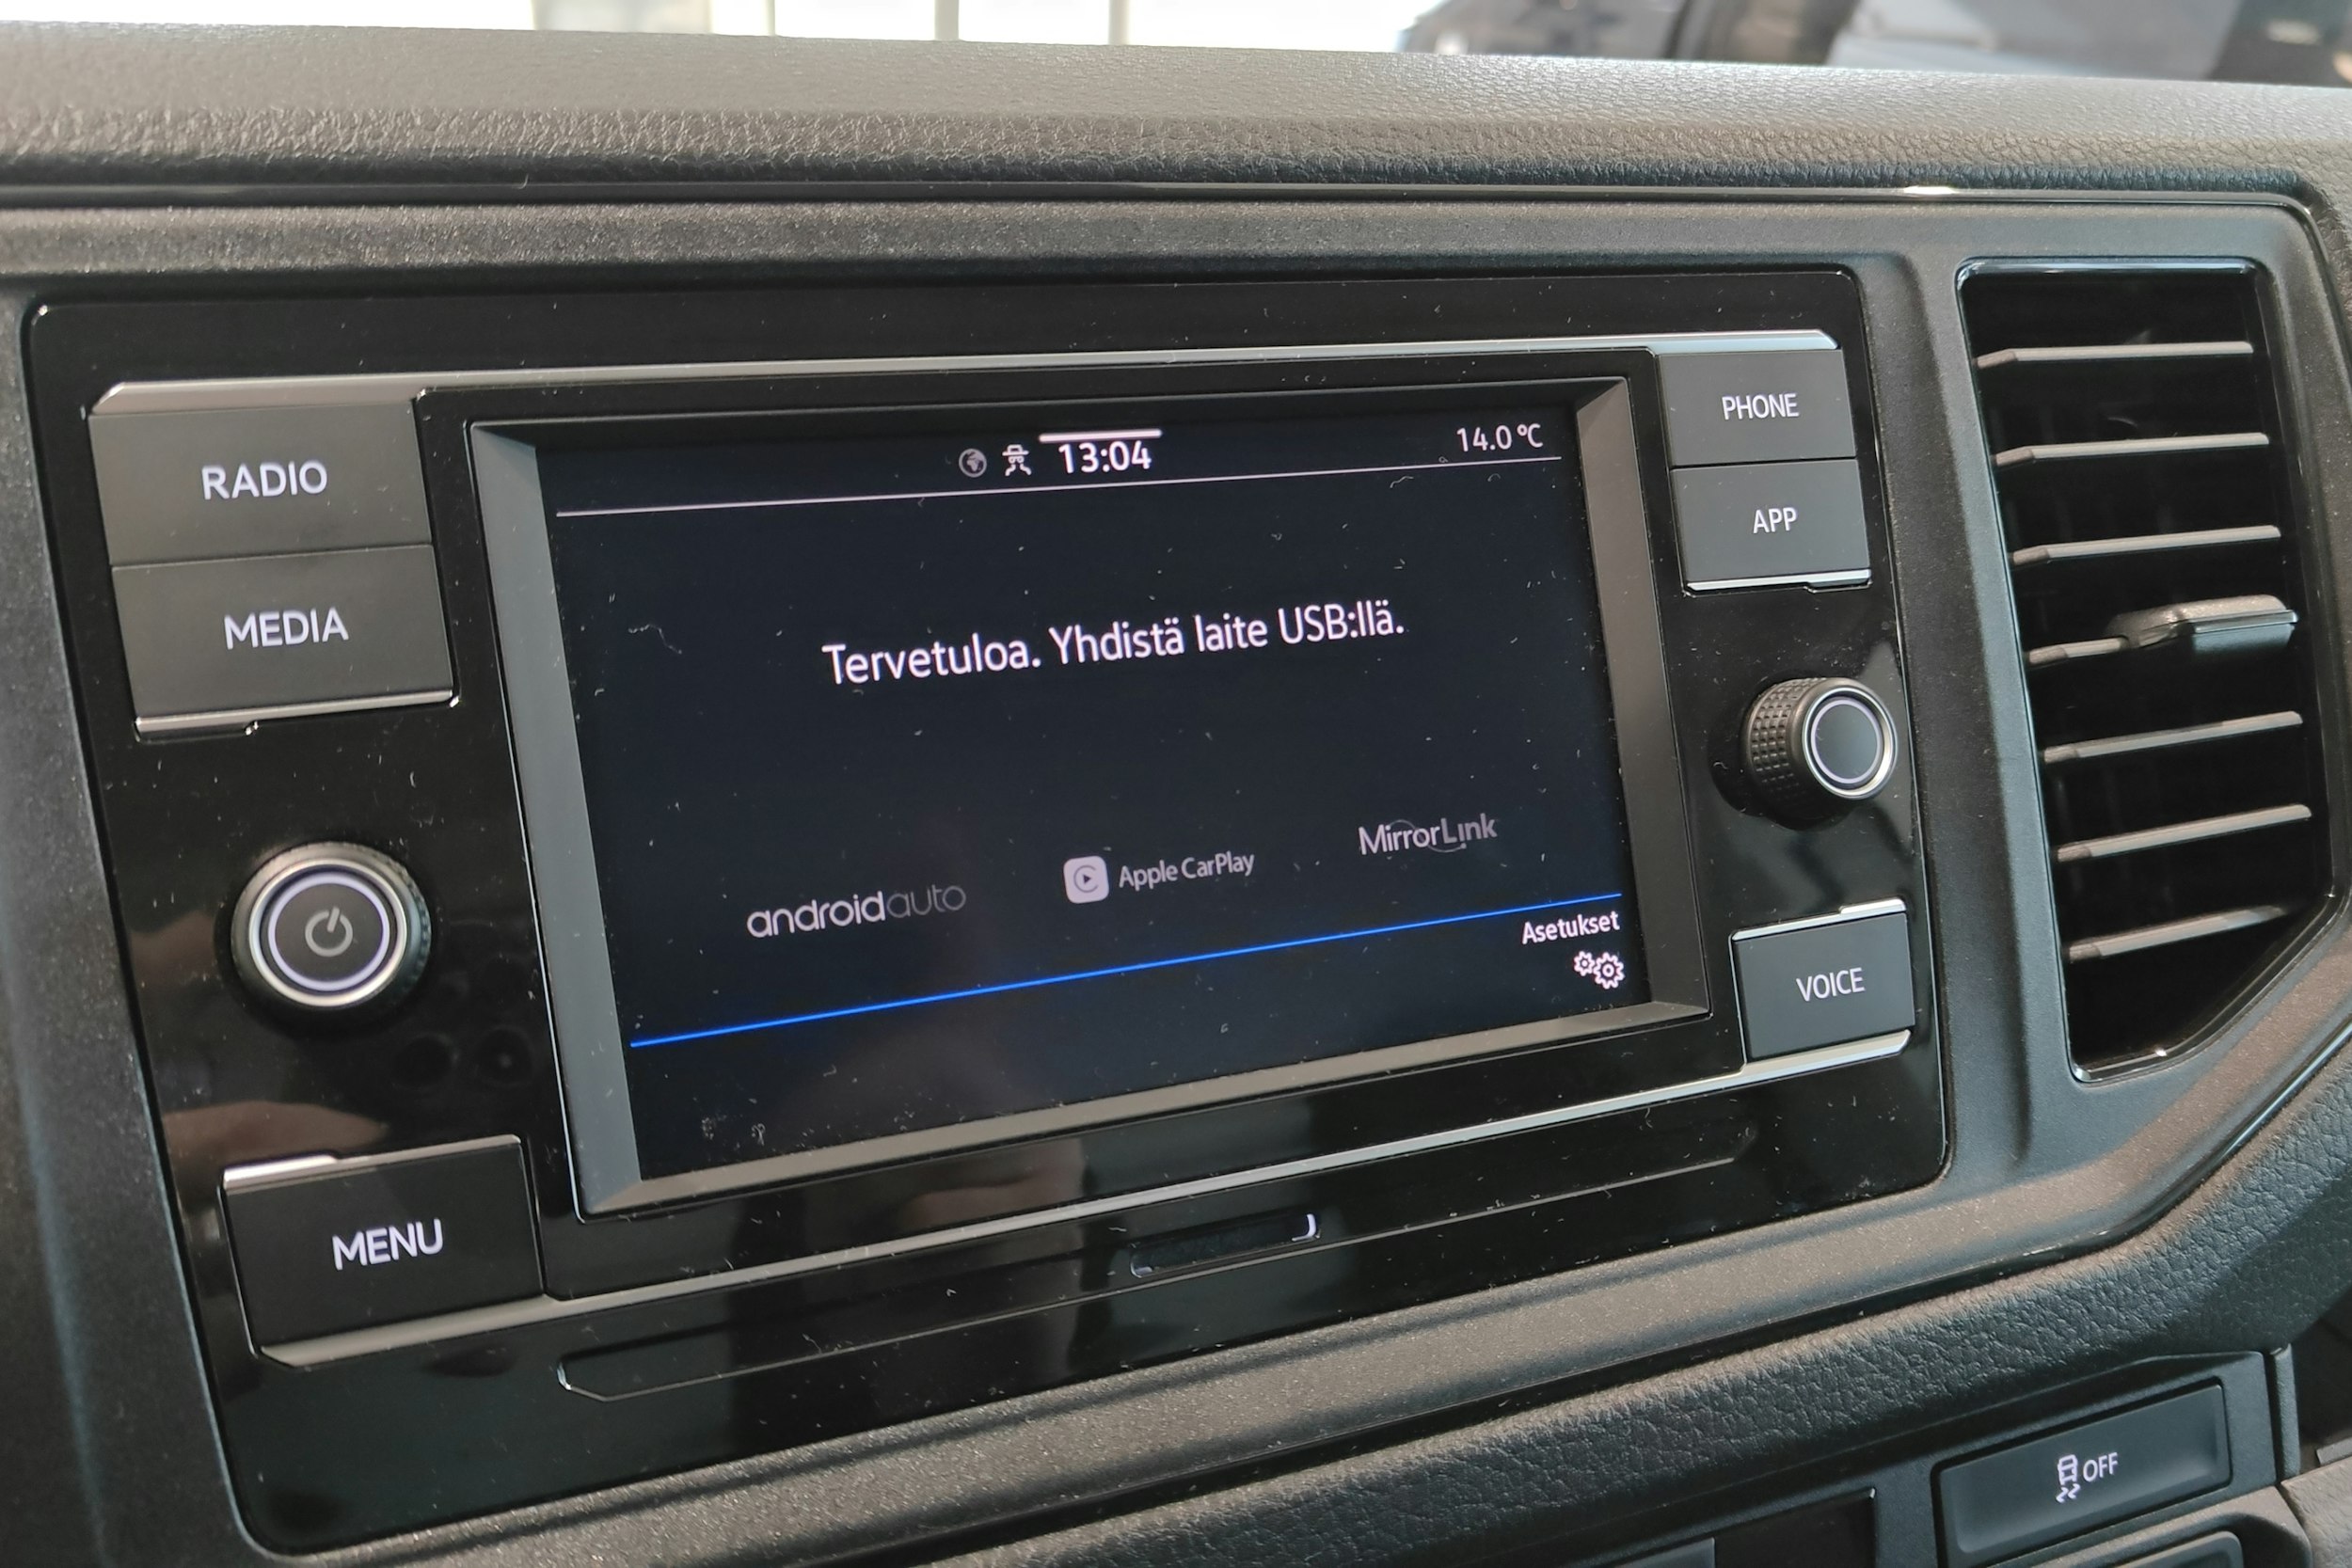 RADIO
MEDIA
MENU
13:04
14.0 °C
Tervetuloa. Yhdistä laite USB:llä.
androidauto
Apple CarPlay
MirrorLink
Asetukset
PHONE
APP
VOICE
OFF